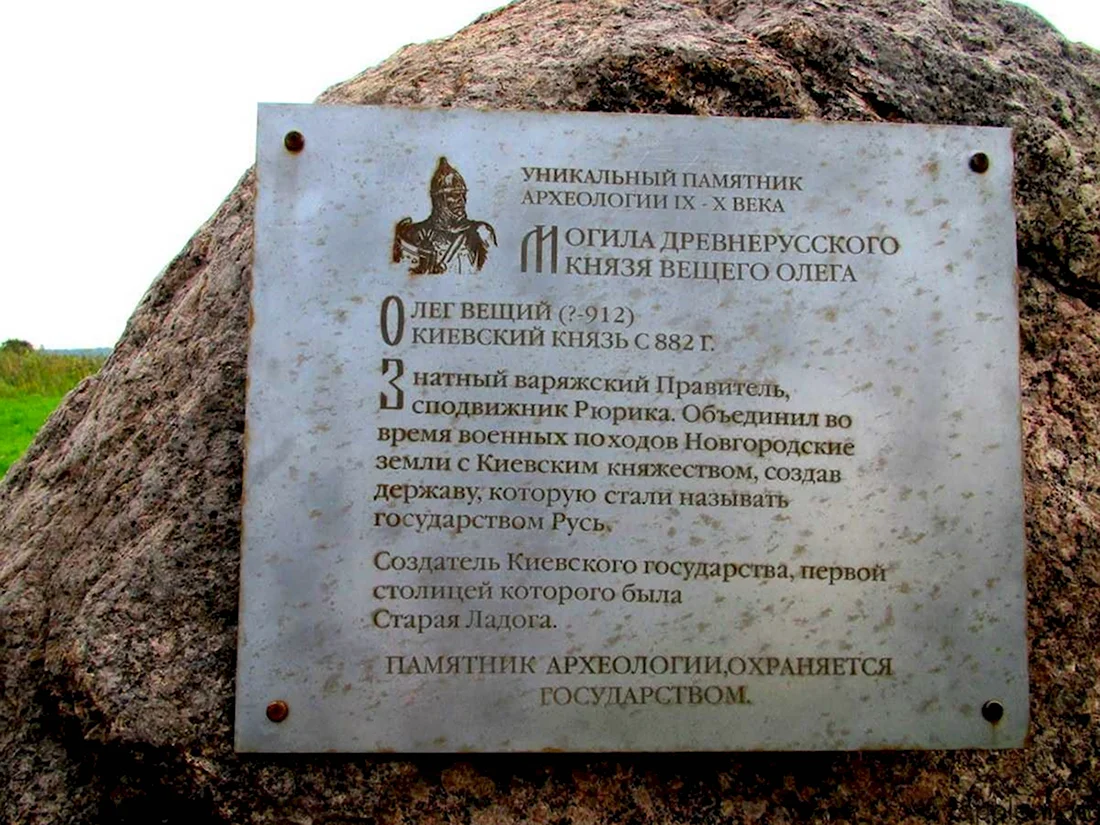 УНИКАЛЬНЫЙ ПАМЯТНИК
АРХЕОЛОГИИ IX - X ВЕКА
МОГИЛА ДРЕВНЕРУССКОГО
КНЯЗЯ ВЕЩЕГО ОЛЕГА
ОЛЕГ ВЕЩИЙ (?-912)
КИЕВСКИЙ КНЯЗЬ С 882 Г.
Знатный варяжский Правитель,
сподвижник Рюрика. Объединил во
время военных походов Новгородские
земли с Киевским княжеством, создав
державу, которую стали называть
государством Русь.
Создатель Киевского государства, первой
столицей которого была
Старая Ладога.
ПАМЯТНИК АРХЕОЛОГИИ,ОХРАНЯЕТСЯ
ГОСУДАРСТВОМ.